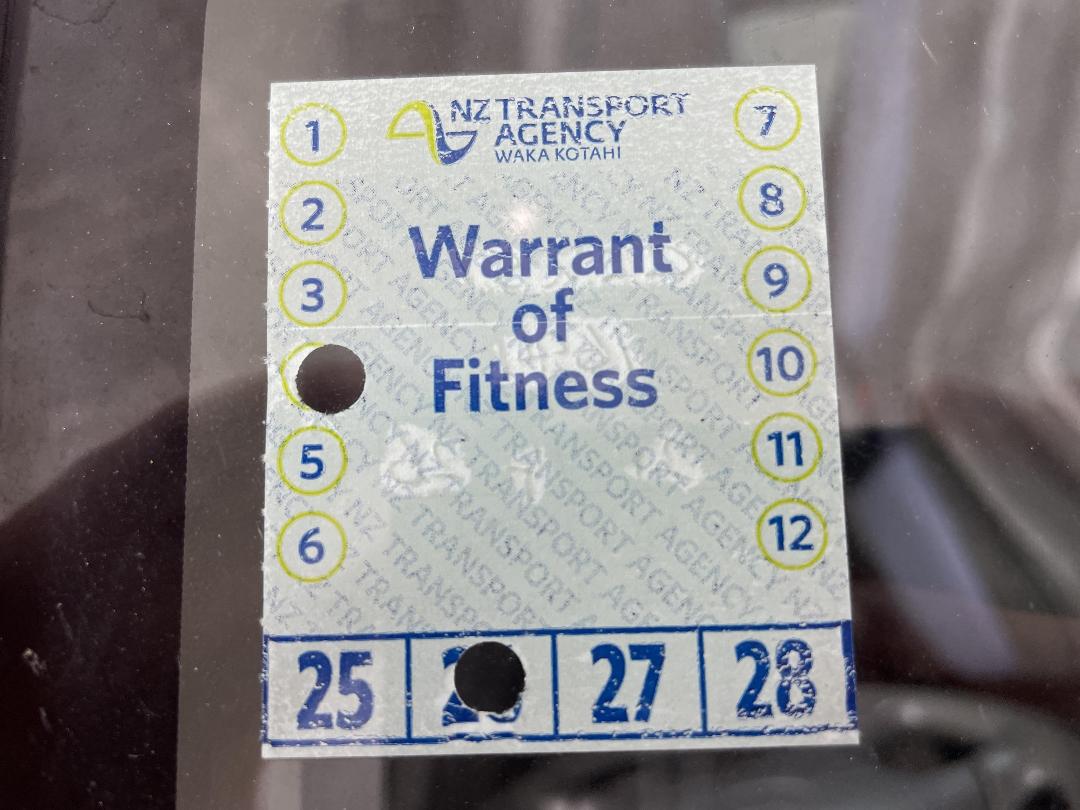 NZ TRANSPORT
AGENCY
WAKA KOTAHI
Warrant
of
Fitness
1
2
3
5
6
7
8
9
10
11
12
25 27 28